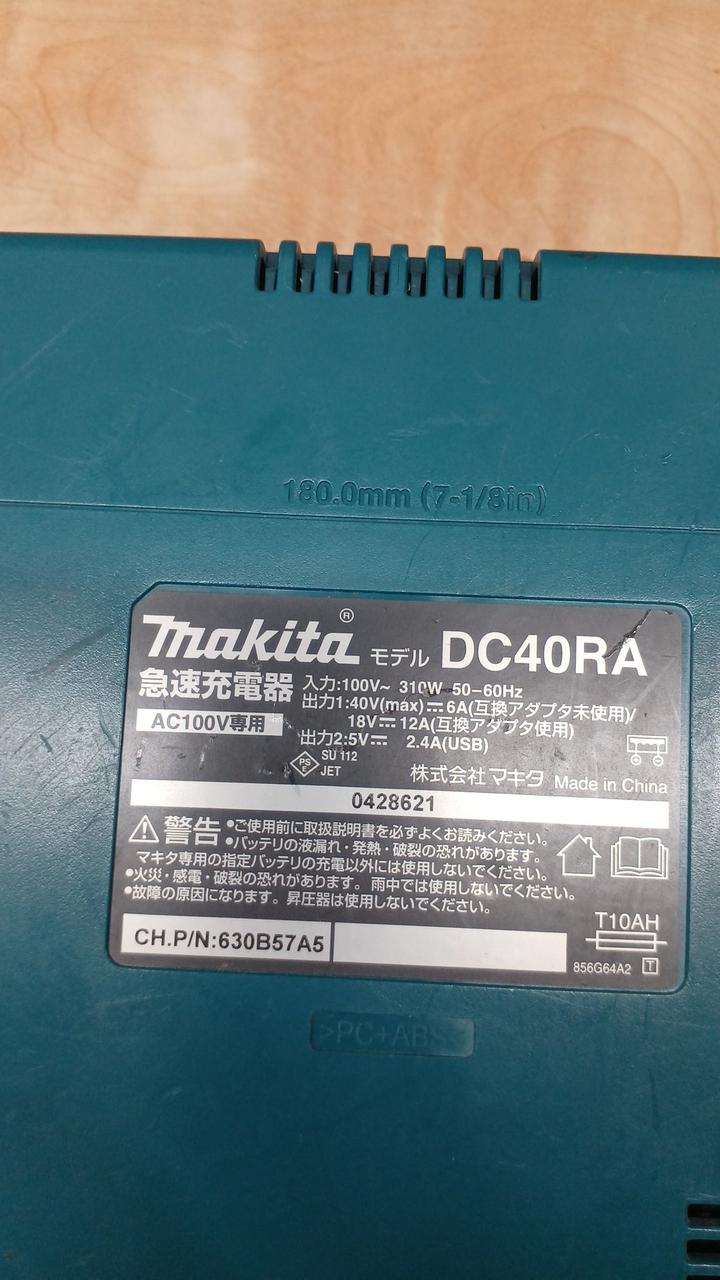 180.0mm (7-1/8in)
makita® モデル DC40RA
急速充電器
AC100V専用
入力:100V~ 310W 50-60Hz
出力1:40V(max)⎓6A(互換アダプタ未使用)/
18V⎓12A(互換アダプタ使用)
出力2:5V⎓ 2.4A(USB)
PS
E
SU 112
JET
株式会社マキタ Made in China
0428621
警告 •ご使用前に取扱説明書を必ずよくお読みください。
•バッテリの液漏れ・発熱・破裂の恐れがあります。
マキタ専用の指定バッテリの充電以外には使用しないでください。
•火災・感電・破裂の恐れがあります。雨中では使用しないでください。
•故障の原因になります。昇圧器は使用しないでください。
T10AH
CH.P/N:630B57A5
856G64A2 T
>PC+ABS<